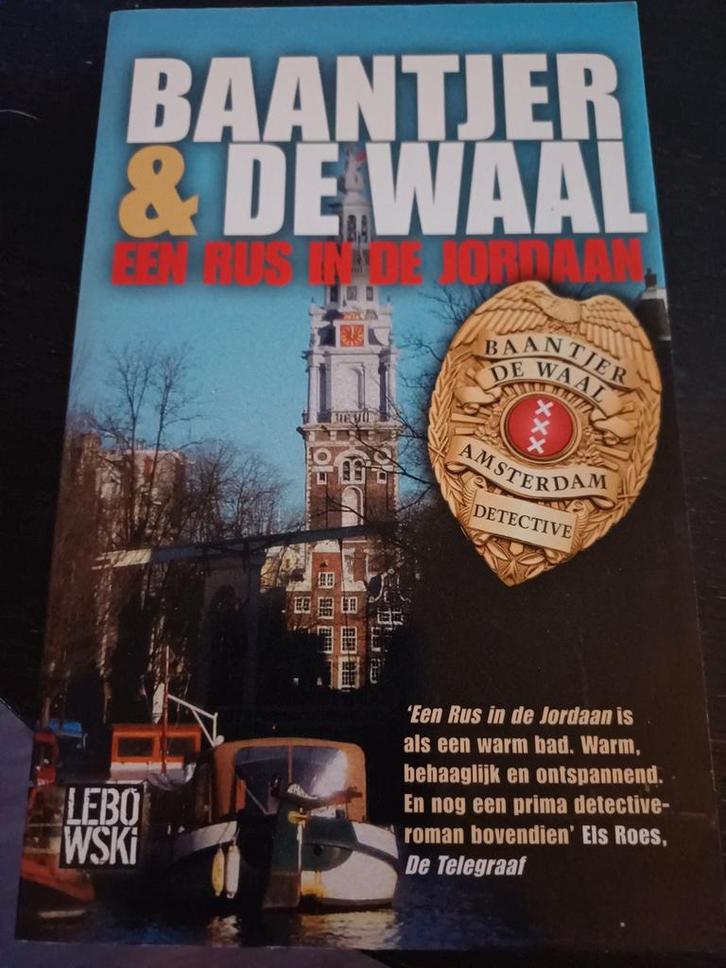 BAANTJER
& DE WAAL
EEN RUS IN DE JORDAAN
BAANTJER
DE WAAL
XXX
AMSTERDAM
DETECTIVE
'Een Rus in de Jordaan is
als een warm bad. Warm,
behaaglijk en ontspannend.
En nog een prima detective-
roman bovendien' Els Roes,
De Telegraaf
LEBO
WSKi